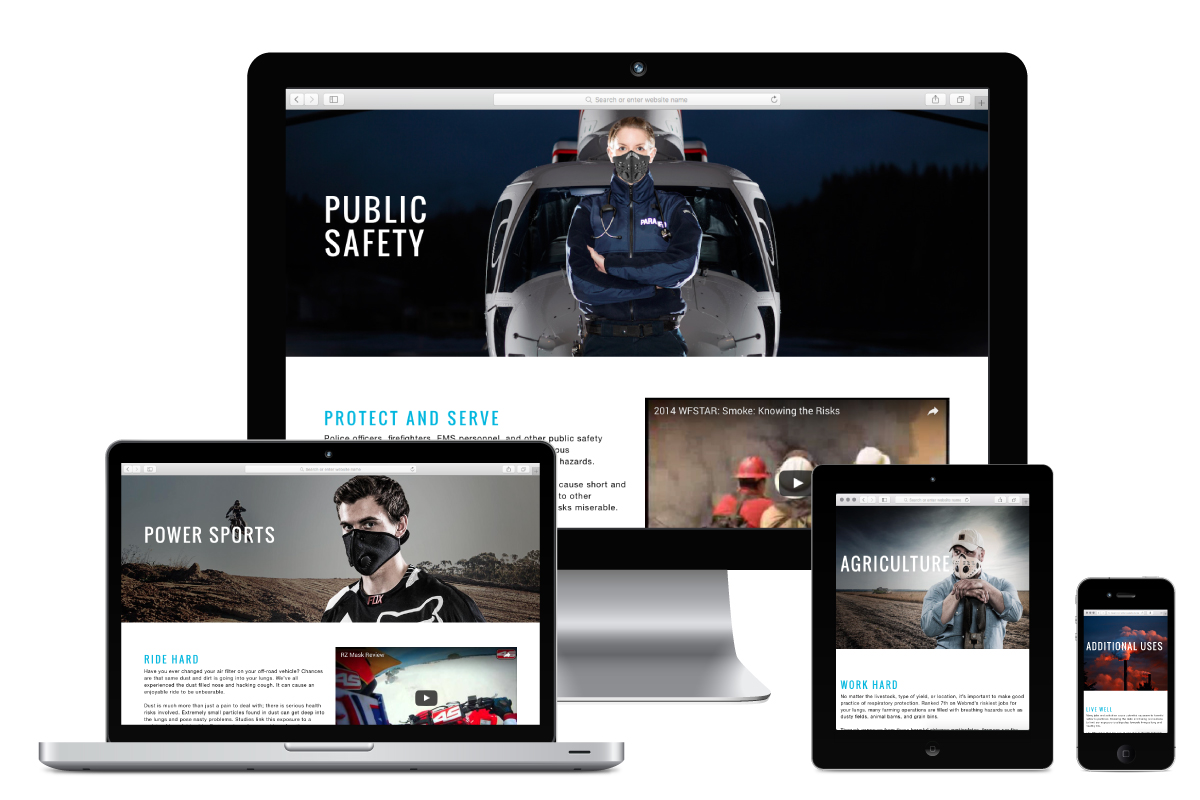 Search or enter website name
PUBLIC
SAFETY
PARA
PROTECT AND SERVE
Police officers, firefighters, EMS personnel, and other public safety
ous
hazards.
cause short and
to other
sks miserable.
2014 WFSTAR: Smoke: Knowing the Risks
Search or enter website name
POWER SPORTS
FOX
RIDE HARD
Have you ever changed your air filter on your off-road vehicle? Chances
are that same dust and dirt is going into your lungs. We've all
experienced the dust filled nose and hacking cough. It can cause an
enjoyable ride to be unbearable.
Dust is much more than just a pain to deal with; there is serious health
risks involved. Extremely small particles found in dust can get deep into
the lungs and pose nasty problems. Studies link this exposure to a
RZ Mask Review
Search or enter website name
AGRICULTURE
WORK HARD
No matter the livestock, type of yield, or location, it's important to make good
practice of respiratory protection. Ranked 7th on Webmd's riskiest jobs for
your lungs, many farming operations are filled with breathing hazards such as
dusty fields, animal barns, and grain bins.
ADDITIONAL USES
LIVE WELL